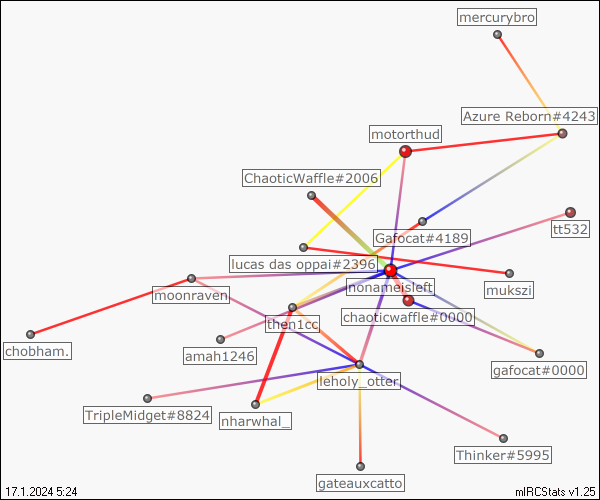 mercurybro
Azure Reborn#4243
motorthud
ChaoticWaffle#2006
tt532
Gafocat#4189
lucas das oppai#2396
nonameisleft
mukszi
moonraven
chaoticwaffle#0000
then1cc
chobham.
amah1246
gafocat#0000
leholy_otter
TripleMidget#8824
nharwhal_
Thinker#5995
gateauxcatto
17.1.2024 5:24
mIRCStats v1.25